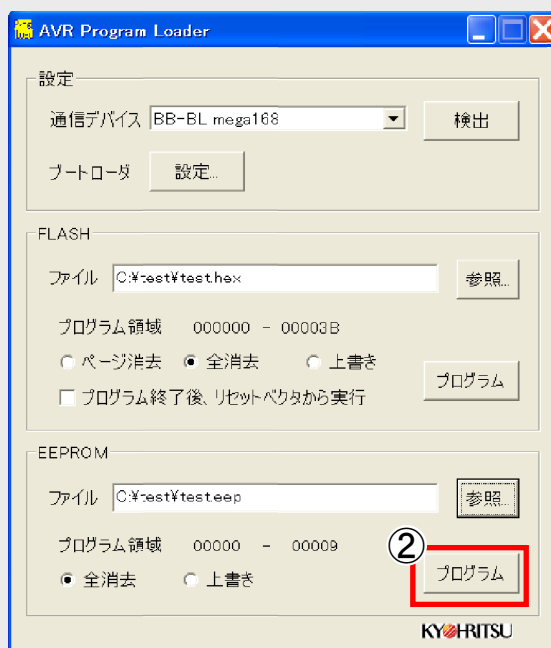 AVR Program Loader
設定
通信デバイス BB-BL mega168 検出
ブートローダ 設定...
FLASH
ファイル C:¥test¥test.hex 参照...
プログラム領域 000000 - 00003B
ページ消去 全消去 上書き
プログラム
プログラム終了後、リセットベクタから実行
EEPROM
ファイル C:¥test¥test.eep 参照...
プログラム領域 00000 - 00009
②
全消去 上書き プログラム
KYOHRITSU